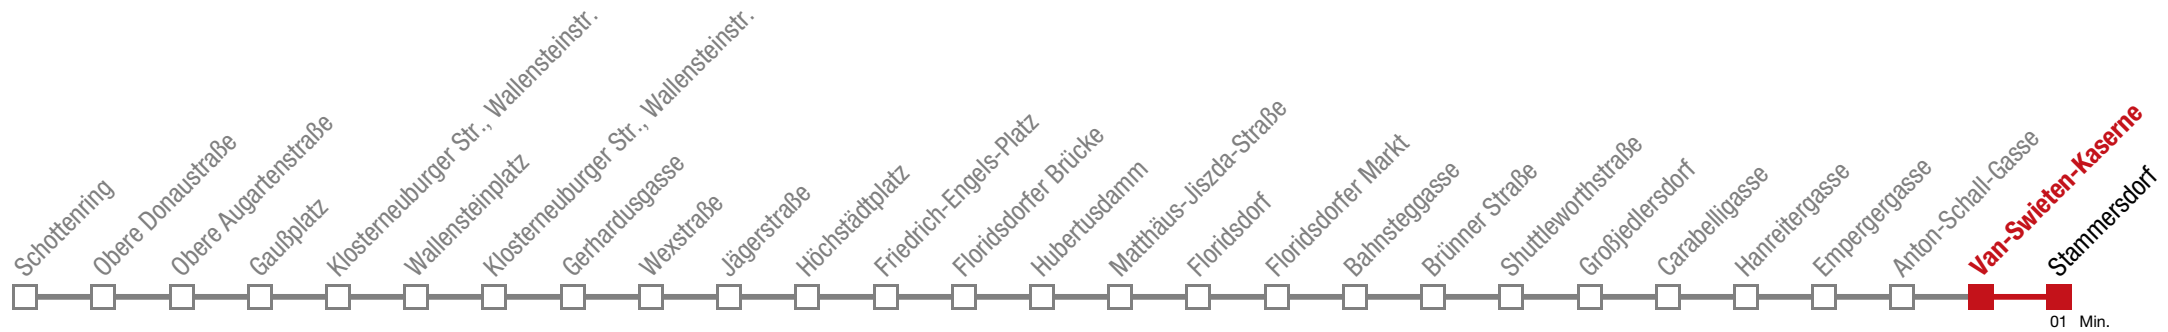 Schottenring
Obere Donaustraße
Obere Augartenstraße
Gaußplatz
Klosterneuburger Str., Wallensteinstr.
Wallensteinplatz
Klosterneuburger Str., Wallensteinstr.
Gerhardusgasse
Wexstraße
Jägerstraße
Höchstädtplatz
Friedrich-Engels-Platz
Floridsdorfer Brücke
Hubertusdamm
Matthäus-Jiszda-Straße
Floridsdorf
Floridsdorfer Markt
Bahnsteggasse
Brünner Straße
Shuttleworthstraße
Großjedlersdorf
Carabelligasse
Hanreitergasse
Empergergasse
Anton-Schall-Gasse
Van-Swieten-Kaserne
Stammersdorf
01 Min.